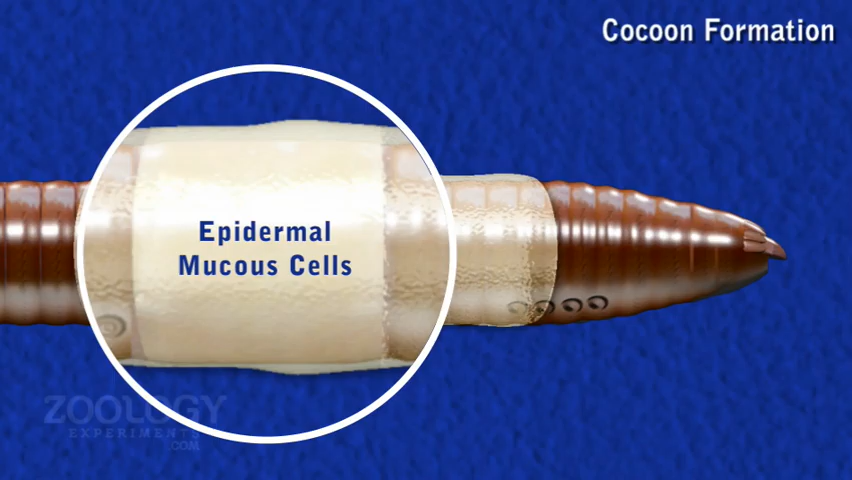 Cocoon Formation
Epidermal
Mucous Cells
ZOOLOGY
EXPERIMENTS
.COM